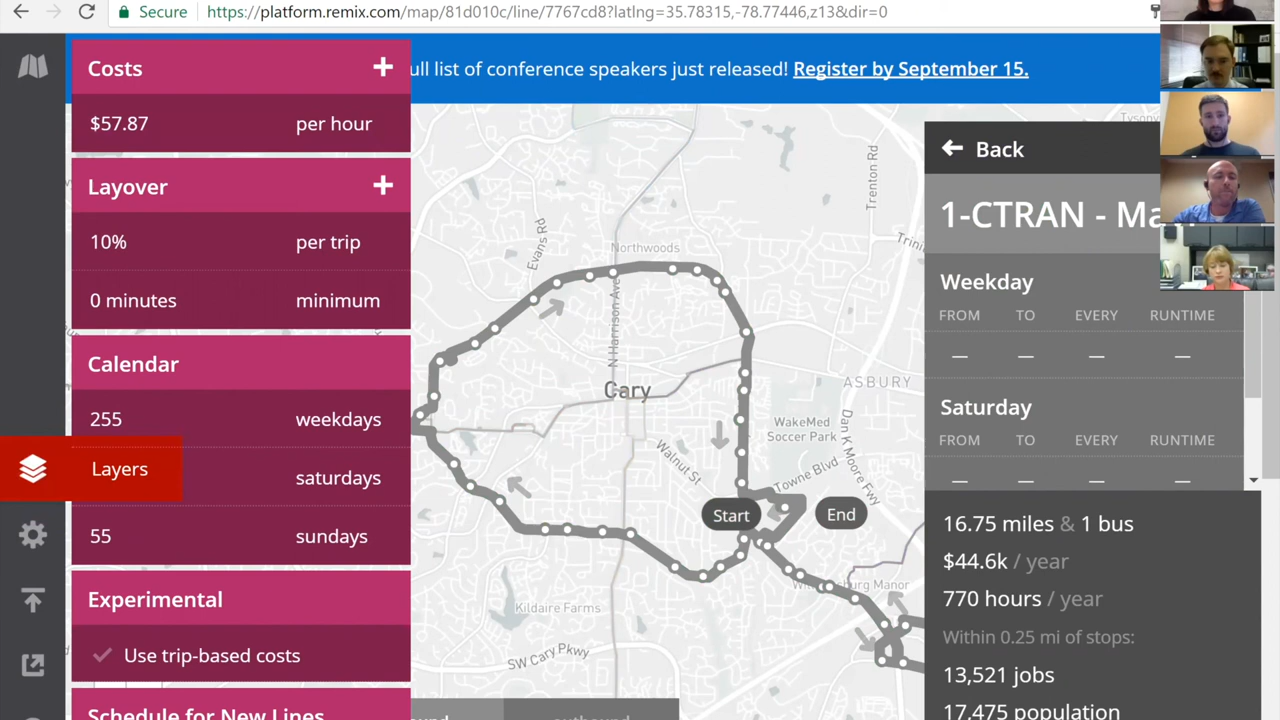 Secure
https://platform.remix.com/map/81d010c/line/7767cd8?latlng=35.78315,-78.77446,z13&dir=0
ull list of conference speakers just released! Register by September 15.
Costs +
$57.87 per hour
Layover +
10% per trip
0 minutes minimum
Calendar
255 weekdays
Layers
saturdays
55 sundays
Experimental
Use trip-based costs
Schedule for New Lines
Evans Rd
Northwoods
N Harrison Ave
Cary
Trenton Rd
ASBURY
WakeMed
Soccer Park
Dan K Moore Fwy
Walnut St
Towne Blvd
Start
End
burg Manor
Kildaire Farms
SW Cary Pkwy
outbound
Back
1-CTRAN - Ma
Weekday
FROM TO EVERY RUNTIME
— — — —
Saturday
FROM TO EVERY RUNTIME
— — — —
16.75 miles & 1 bus
$44.6k / year
770 hours / year
Within 0.25 mi of stops:
13,521 jobs
17,475 population